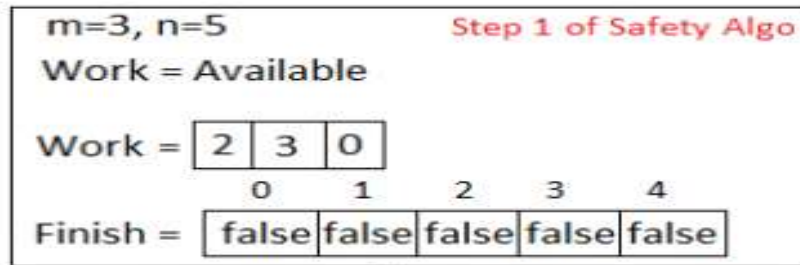 m=3, n=5 Step 1 of Safety Algo
Work = Available
Work = 2 3 0
0 1 2 3 4
Finish = false false false false false